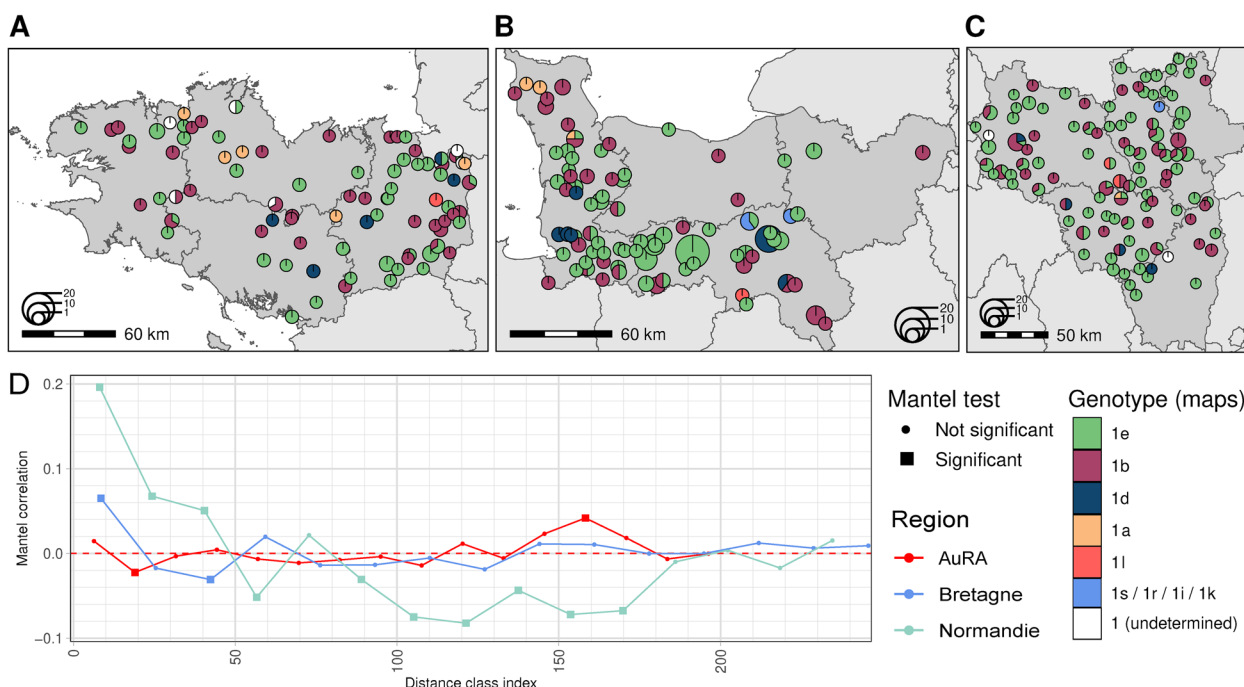 A
B
C
20
10
1
60 km
60 km
20
10
1
20
10
1
50 km
D
0.2
0.1
0.0
−0.1
Mantel correlation
0
50
100
150
200
Distance class index
Mantel test
Not significant
Significant
Region
AuRA
Bretagne
Normandie
Genotype (maps)
1e
1b
1d
1a
1l
1s / 1r / 1i / 1k
1 (undetermined)